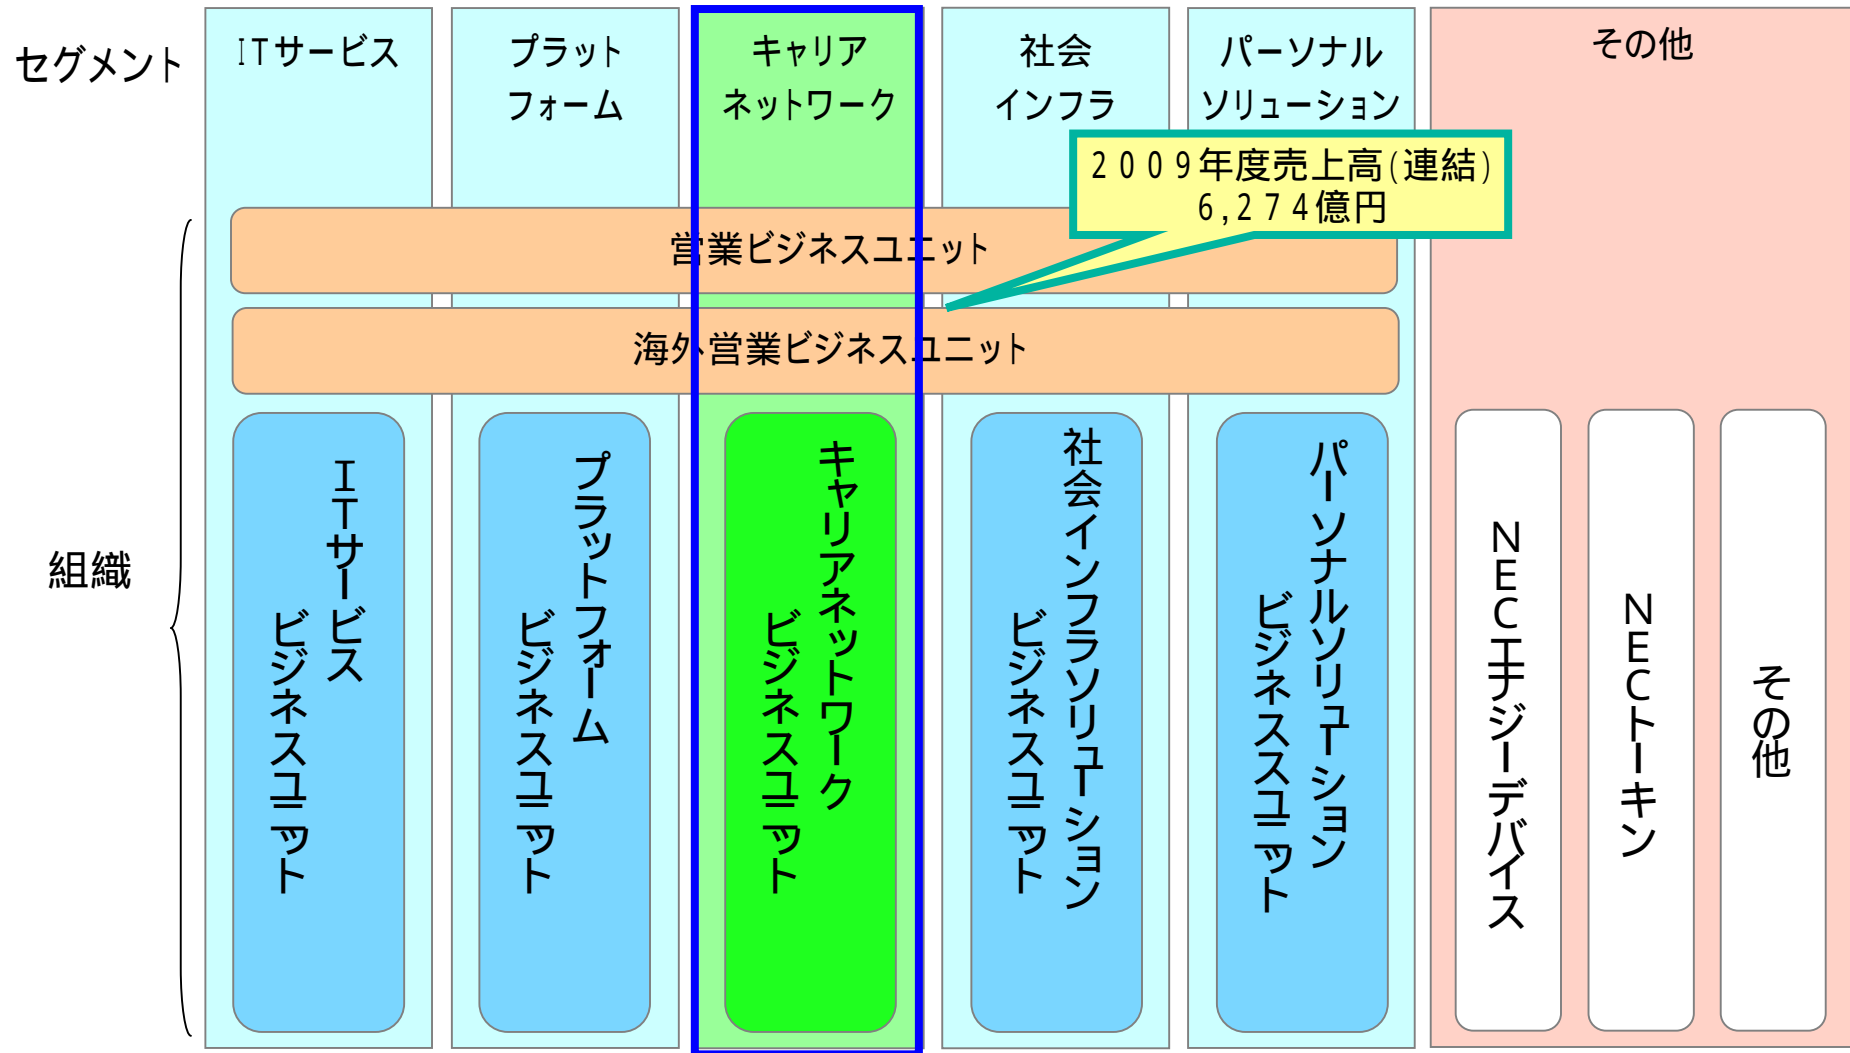 セグメント
ITサービス
プラット
フォーム
キャリア
ネットワーク
社会
インフラ
パーソナル
ソリューション
その他
2009年度売上高(連結)
6,274億円
営業ビジネスユニット
海外営業ビジネスユニット
組織
ITサービス
ビジネスユニット
プラットフォーム
ビジネスユニット
キャリアネットワーク
ビジネスユニット
社会インフラソリューション
ビジネスユニット
パーソナルソリューション
ビジネススユニット
NECエナジーデバイス
NECトーキン
その他